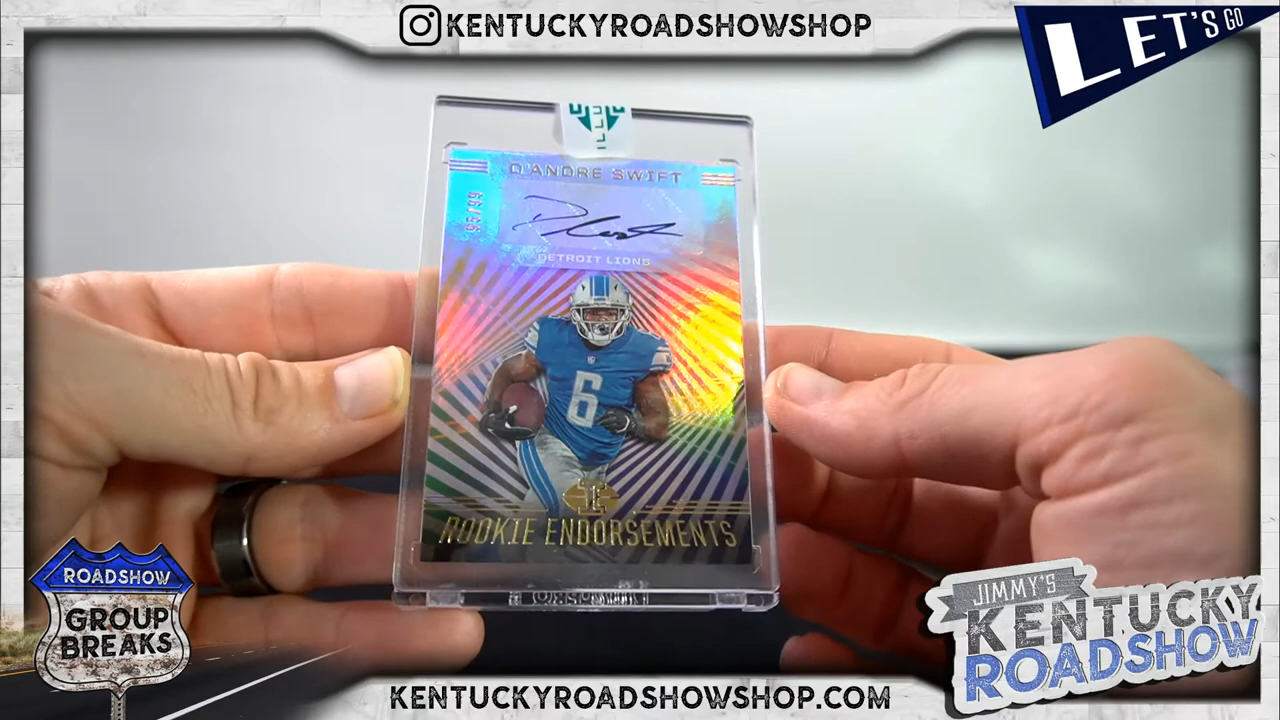 KENTUCKYROADSHOWSHOP
LET'S GO
D'ANDRE SWIFT
DETROIT LIONS
6
ROOKIE ENDORSEMENTS
ROADSHOW
GROUP
BREAKS
JIMMY'S
KENTUCKY
ROADSHOW
KENTUCKYROADSHOWSHOP.COM